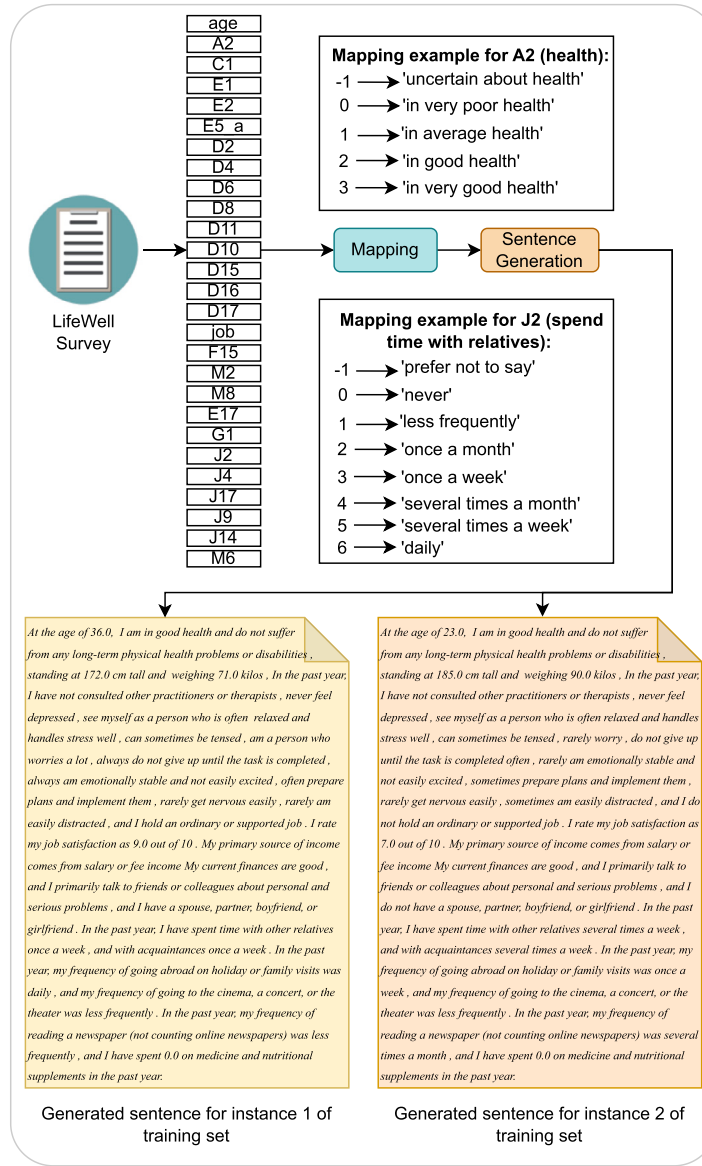 age
A2
C1
E1
E2
E5_a
D2
D4
D6
D8
D11
D10
D15
D16
D17
job
F15
M2
M8
E17
G1
J2
J4
J17
J9
J14
M6
LifeWell
Survey
Mapping example for A2 (health):
-1 'uncertain about health'
0 'in very poor health'
1 'in average health'
2 'in good health'
3 'in very good health'
Mapping
Sentence
Generation
Mapping example for J2 (spend
time with relatives):
-1 'prefer not to say'
0 'never'
1 'less frequently'
2 'once a month'
3 'once a week'
4 'several times a month'
5 'several times a week'
6 'daily'
At the age of 36.0, I am in good health and do not suffer
from any long-term physical health problems or disabilities ,
standing at 172.0 cm tall and weighing 71.0 kilos , In the past year,
I have not consulted other practitioners or therapists , never feel
depressed , see myself as a person who is often relaxed and
handles stress well , can sometimes be tensed , am a person who
worries a lot , always do not give up until the task is completed ,
always am emotionally stable and not easily excited , often prepare
plans and implement them , rarely get nervous easily , rarely am
easily distracted , and I hold an ordinary or supported job . I rate
my job satisfaction as 9.0 out of 10 . My primary source of income
comes from salary or fee income My current finances are good ,
and I primarily talk to friends or colleagues about personal and
serious problems , and I have a spouse, partner, boyfriend, or
girlfriend . In the past year, I have spent time with other relatives
once a week , and with acquaintances once a week . In the past
year, my frequency of going abroad on holiday or family visits was
daily , and my frequency of going to the cinema, a concert, or the
theater was less frequently . In the past year, my frequency of
reading a newspaper (not counting online newspapers) was less
frequently , and I have spent 0.0 on medicine and nutritional
supplements in the past year.
Generated sentence for instance 1 of
training set
At the age of 23.0, I am in good health and do not suffer
from any long-term physical health problems or disabilities ,
standing at 185.0 cm tall and weighing 90.0 kilos , In the past year,
I have not consulted other practitioners or therapists , never feel
depressed , see myself as a person who is often relaxed and handles
stress well , can sometimes be tensed , rarely worry , do not give up
until the task is completed often , rarely am emotionally stable and
not easily excited , sometimes prepare plans and implement them ,
rarely get nervous easily , sometimes am easily distracted , and I do
not hold an ordinary or supported job . I rate my job satisfaction as
7.0 out of 10 . My primary source of income comes from salary or
fee income My current finances are good , and I primarily talk to
friends or colleagues about personal and serious problems , and I
do not have a spouse, partner, boyfriend, or girlfriend . In the past
year, I have spent time with other relatives several times a week ,
and with acquaintances several times a week . In the past year, my
frequency of going abroad on holiday or family visits was once a
week , and my frequency of going to the cinema, a concert, or the
theater was less frequently . In the past year, my frequency of
reading a newspaper (not counting online newspapers) was several
times a month , and I have spent 0.0 on medicine and nutritional
supplements in the past year.
Generated sentence for instance 2 of
training set